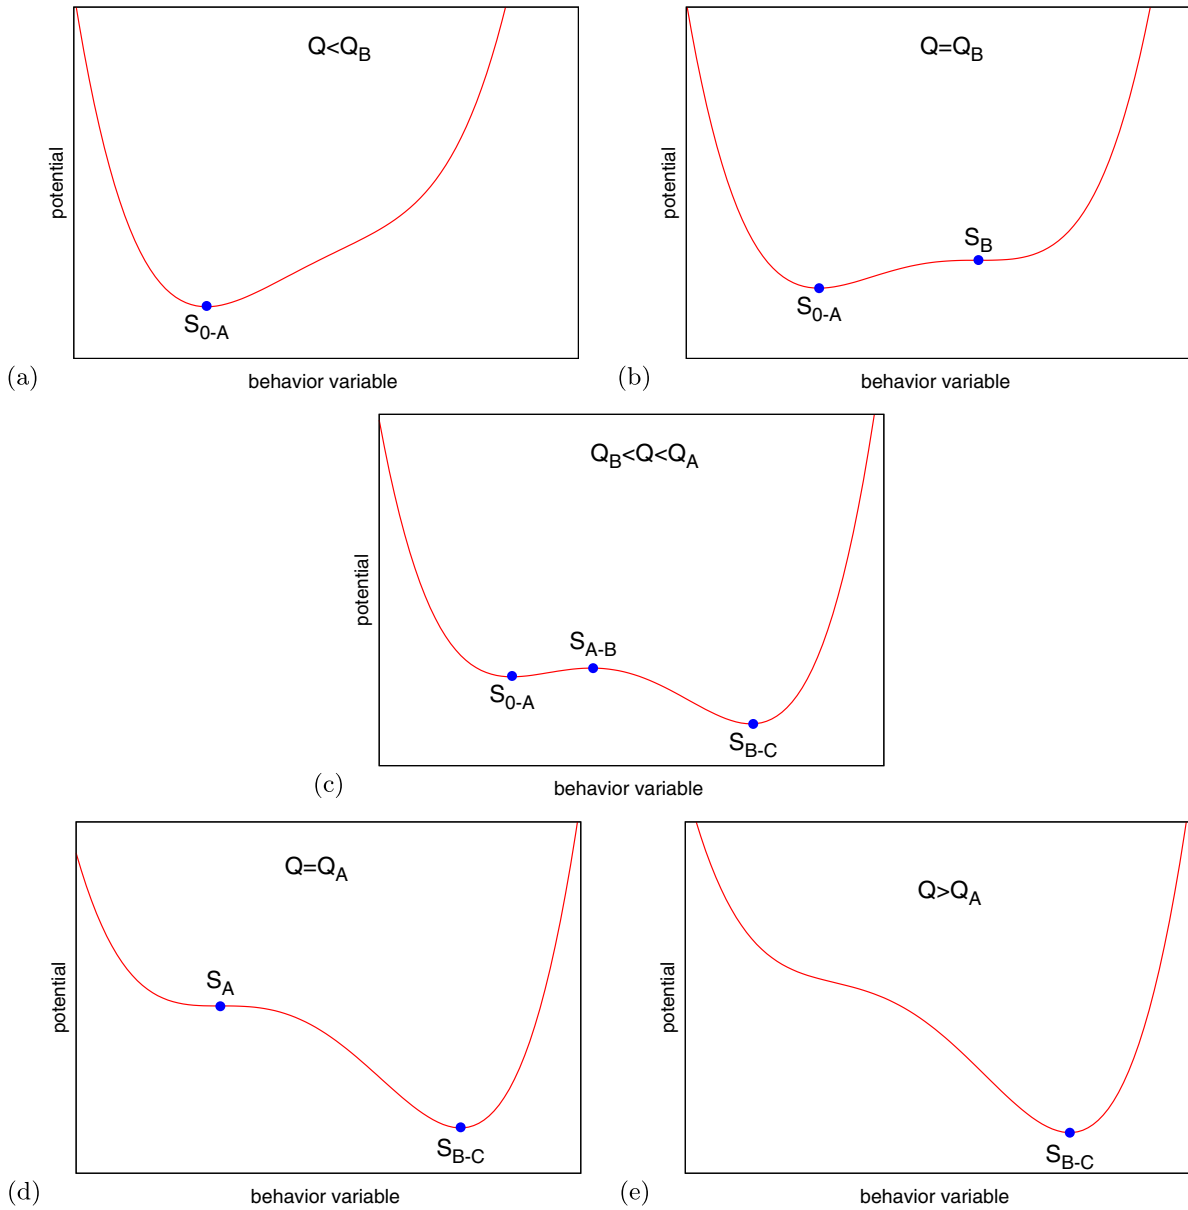 Q<Q_B
potential
S_0-A
behavior variable
(a)
Q=Q_B
potential
S_B
S_0-A
behavior variable
(b)
Q_B<Q<Q_A
potential
S_A-B
S_0-A
S_B-C
behavior variable
(c)
Q=Q_A
potential
S_A
S_B-C
behavior variable
(d)
Q>Q_A
potential
S_B-C
behavior variable
(e)